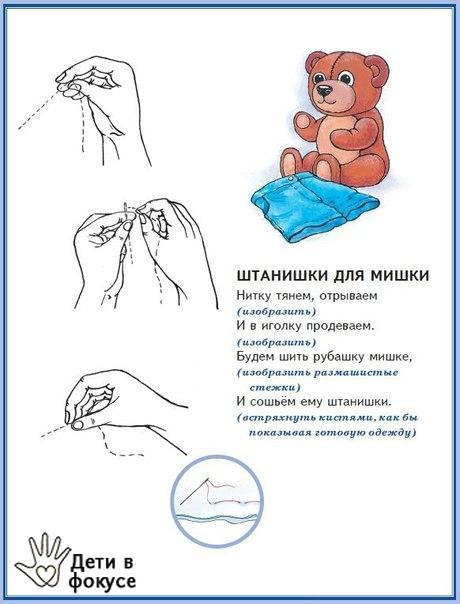 ШТАНИШКИ ДЛЯ МИШКИ
Нитку тянем, отрываем
(изобразить)
И в иголку продеваем.
(изобразить)
Будем шить рубашку мишке,
(изобразить размашистые
стежки)
И сошьём ему штанишки.
(встряхнуть кистями, как бы
показывая готовую одежду)
Дети в
фокусе